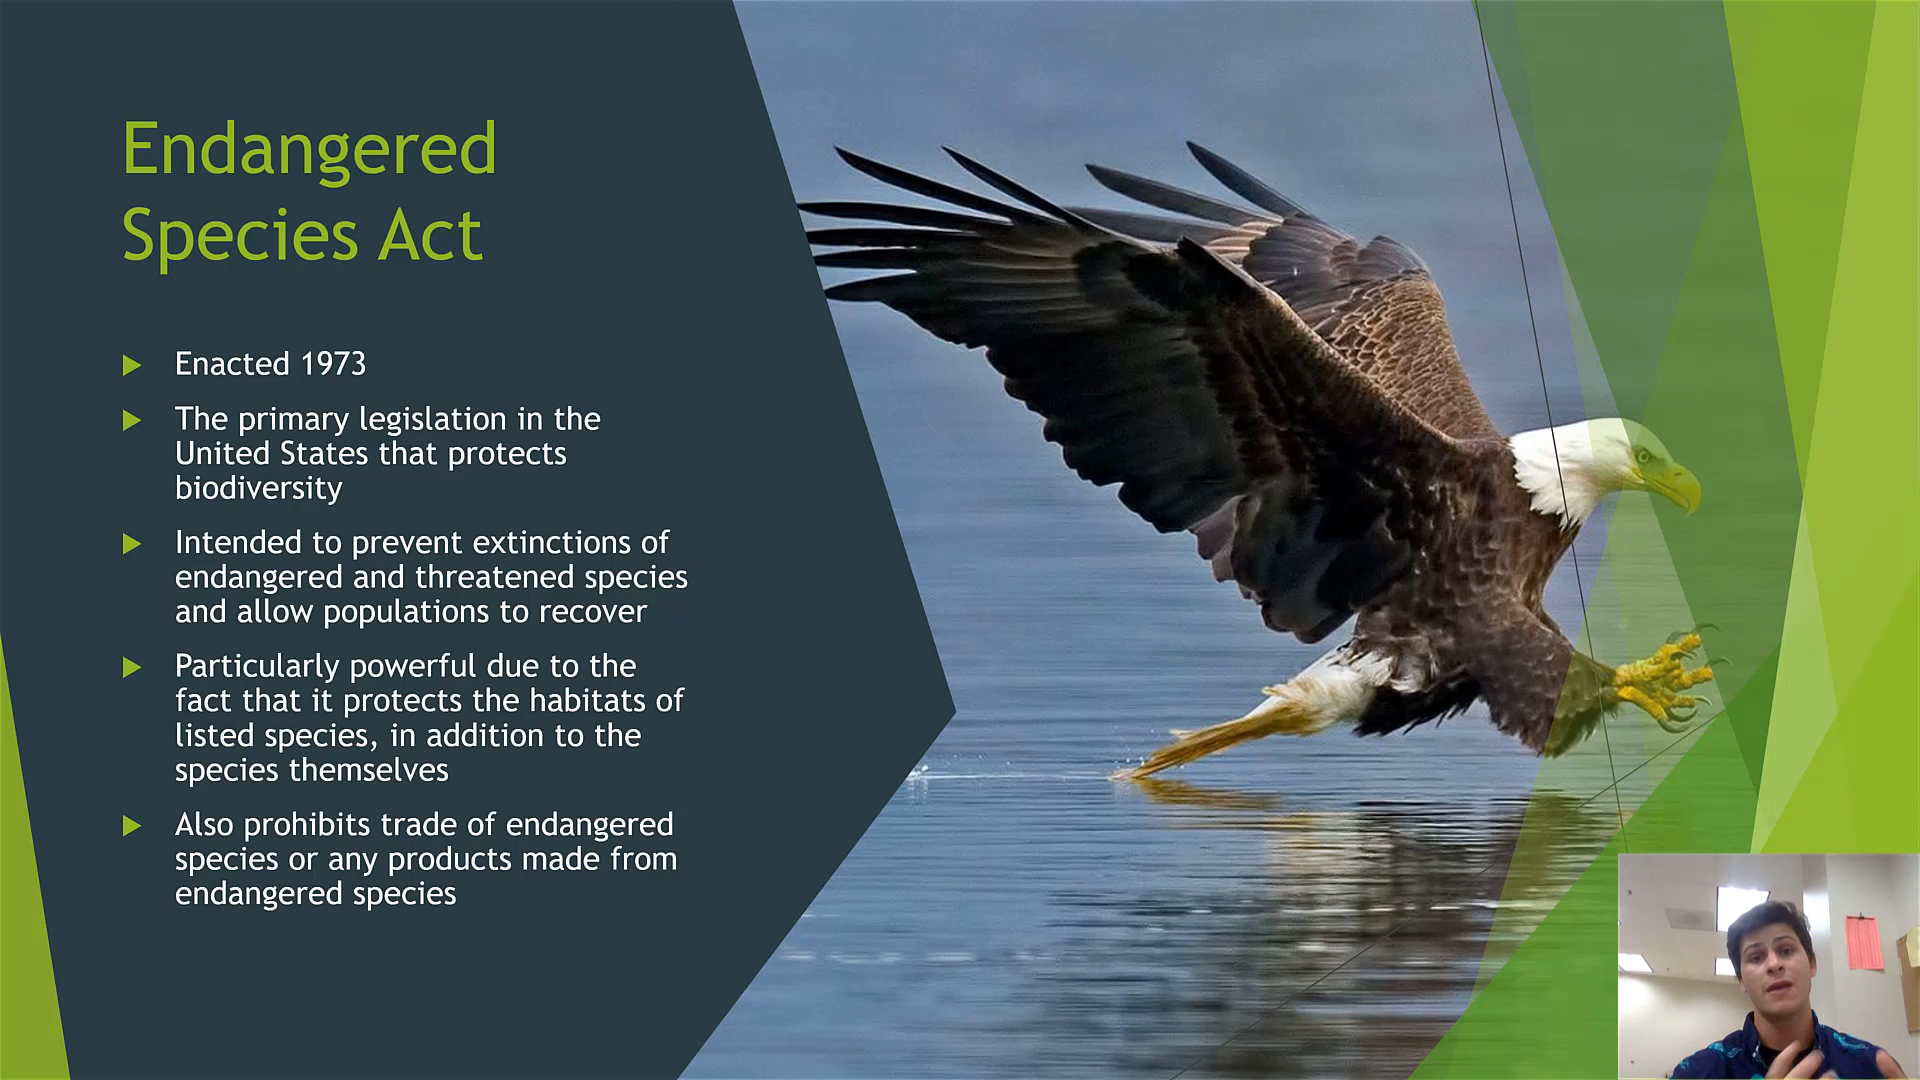 Endangered
Species Act
Enacted 1973
The primary legislation in the
United States that protects
biodiversity
Intended to prevent extinctions of
endangered and threatened species
and allow populations to recover
Particularly powerful due to the
fact that it protects the habitats of
listed species, in addition to the
species themselves
Also prohibits trade of endangered
species or any products made from
endangered species